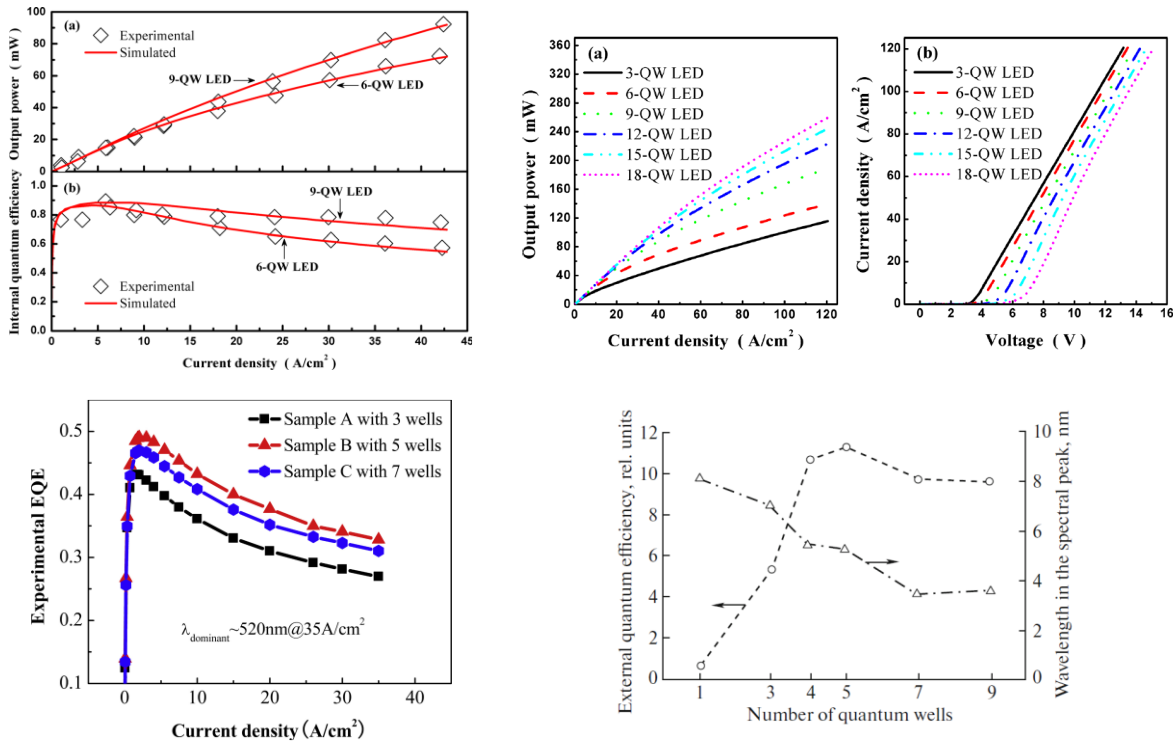 (a)
Experimental
Simulated
9-QW LED
6-QW LED
Output power ( mW )
0
20
40
60
80
100
(b)
9-QW LED
6-QW LED
Experimental
Simulated
Internal quantum efficiency
0.0
0.2
0.4
0.6
0.8
1.0
0 5 10 15 20 25 30 35 40 45
Current density ( A/cm2 )
(a)
3-QW LED
6-QW LED
9-QW LED
12-QW LED
15-QW LED
18-QW LED
Output power ( mW )
360
320
280
240
200
160
120
80
40
0
0 20 40 60 80 100 120
Current density ( A/cm2 )
(b)
3-QW LED
6-QW LED
9-QW LED
12-QW LED
15-QW LED
18-QW LED
Current density ( A/cm2 )
120
100
80
60
40
20
0
0 2 4 6 8 10 12 14 16
Voltage ( V )
Sample A with 3 wells
Sample B with 5 wells
Sample C with 7 wells
Experimental EQE
0.5
0.4
0.3
0.2
0.1
λdominant~520nm@35A/cm2
0 10 20 30 40
Current density(A/cm2)
External quantum efficiency, rel. units
12
10
8
6
4
2
0
10
8
6
4
2
0
–2
Wavelength in the spectral peak, nm
1 3 4 5 7 9
Number of quantum wells